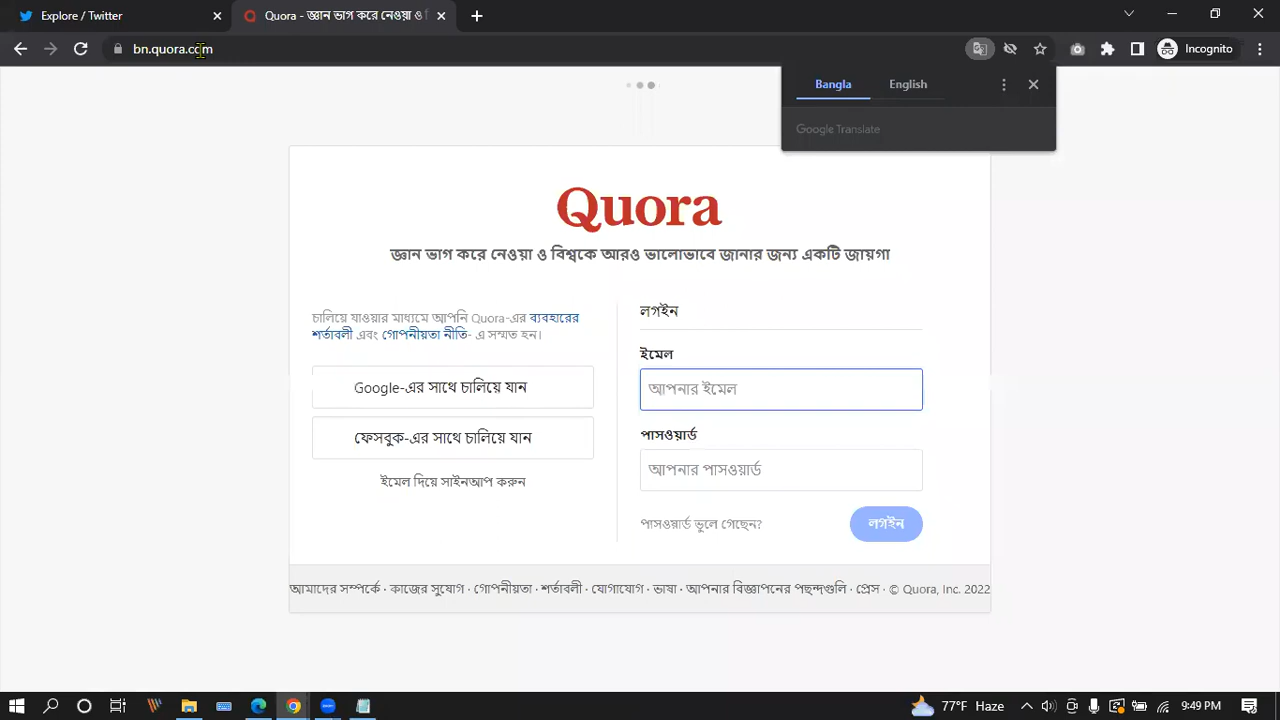 Explore / Twitter
Quora - জ্ঞান ভাগ করে নেওয়া ও f
bn.quora.com
Incognito
Bangla
English
Google Translate
Quora
জ্ঞান ভাগ করে নেওয়া ও বিশ্বকে আরও ভালোভাবে জানার জন্য একটি জায়গা
চালিয়ে যাওয়ার মাধ্যমে আপনি Quora-এর ব্যবহারের
শর্তাবলী এবং গোপনীয়তা নীতি- এ সম্মত হন।
Google-এর সাথে চালিয়ে যান
ফেসবুক-এর সাথে চালিয়ে যান
ইমেল দিয়ে সাইনআপ করুন
লগইন
ইমেল
আপনার ইমেল
পাসওয়ার্ড
আপনার পাসওয়ার্ড
পাসওয়ার্ড ভুলে গেছেন?
লগইন
আমাদের সম্পর্কে · কাজের সুযোগ · গোপনীয়তা · শর্তাবলী · যোগাযোগ · ভাষা · আপনার বিজ্ঞাপনের পছন্দগুলি · প্রেস · © Quora, Inc. 2022
77°F Haze
9:49 PM